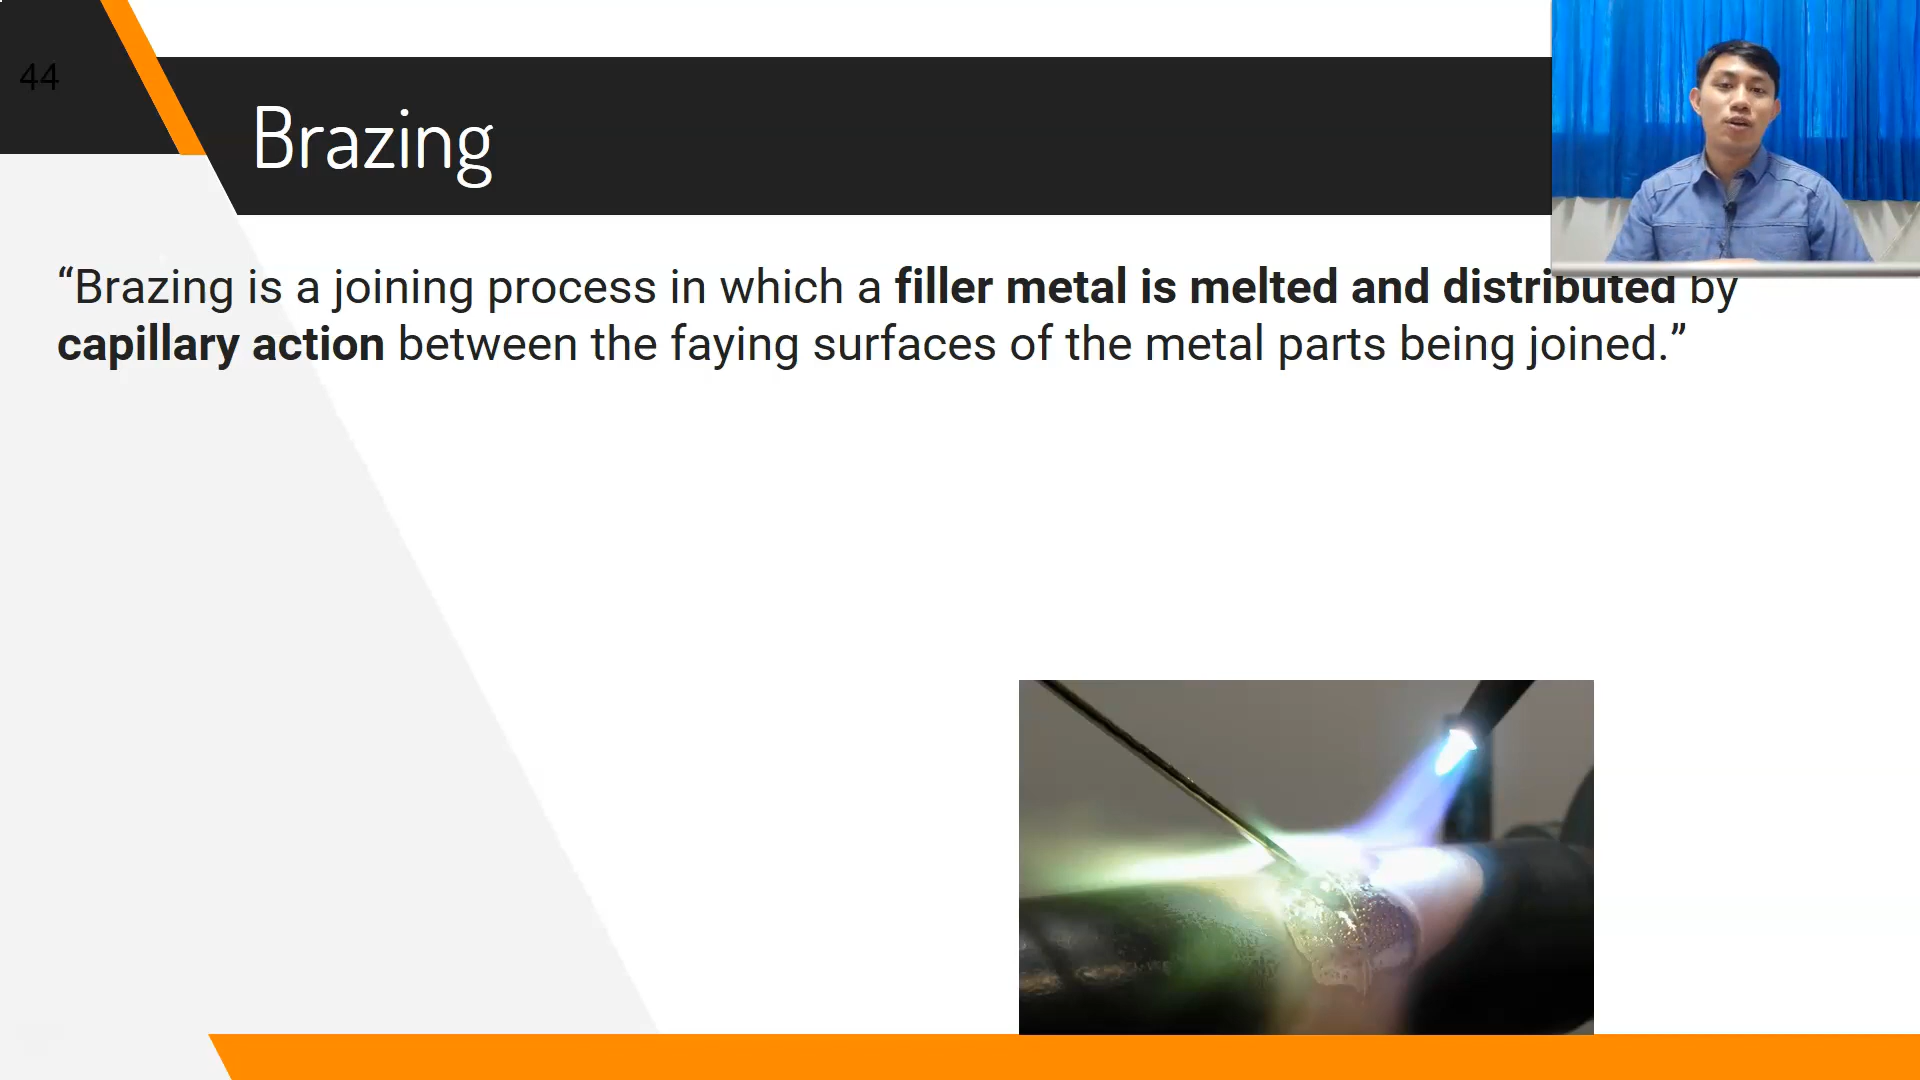 44
Brazing
“Brazing is a joining process in which a filler metal is melted and distributed by
capillary action between the faying surfaces of the metal parts being joined.”